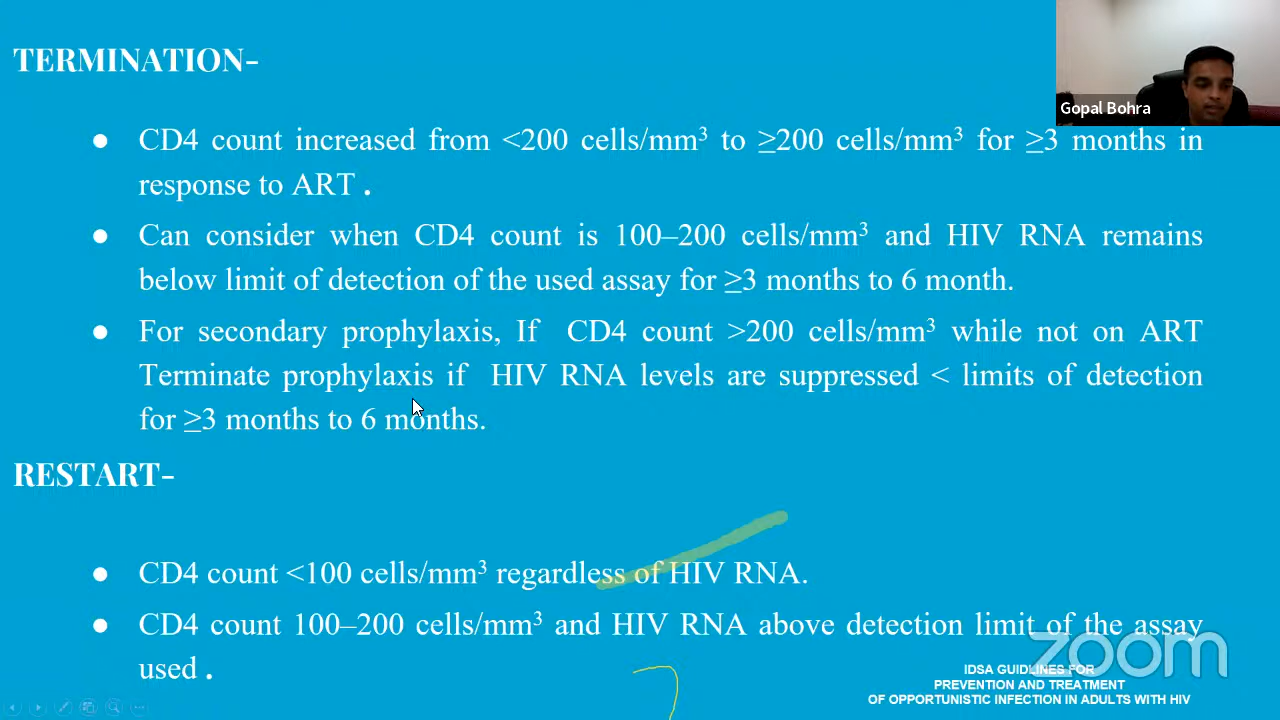 TERMINATION-
Gopal Bohra
● CD4 count increased from <200 cells/mm³ to ≥200 cells/mm³ for ≥3 months in
response to ART .
● Can consider when CD4 count is 100–200 cells/mm³ and HIV RNA remains
below limit of detection of the used assay for ≥3 months to 6 month.
● For secondary prophylaxis, If CD4 count >200 cells/mm³ while not on ART
Terminate prophylaxis if HIV RNA levels are suppressed < limits of detection
for ≥3 months to 6 months.
RESTART-
● CD4 count <100 cells/mm³ regardless of HIV RNA.
● CD4 count 100–200 cells/mm³ and HIV RNA above detection limit of the assay
used .
zoom
IDSA GUIDLINES FOR
PREVENTION AND TREATMENT
OF OPPORTUNISTIC INFECTION IN ADULTS WITH HIV